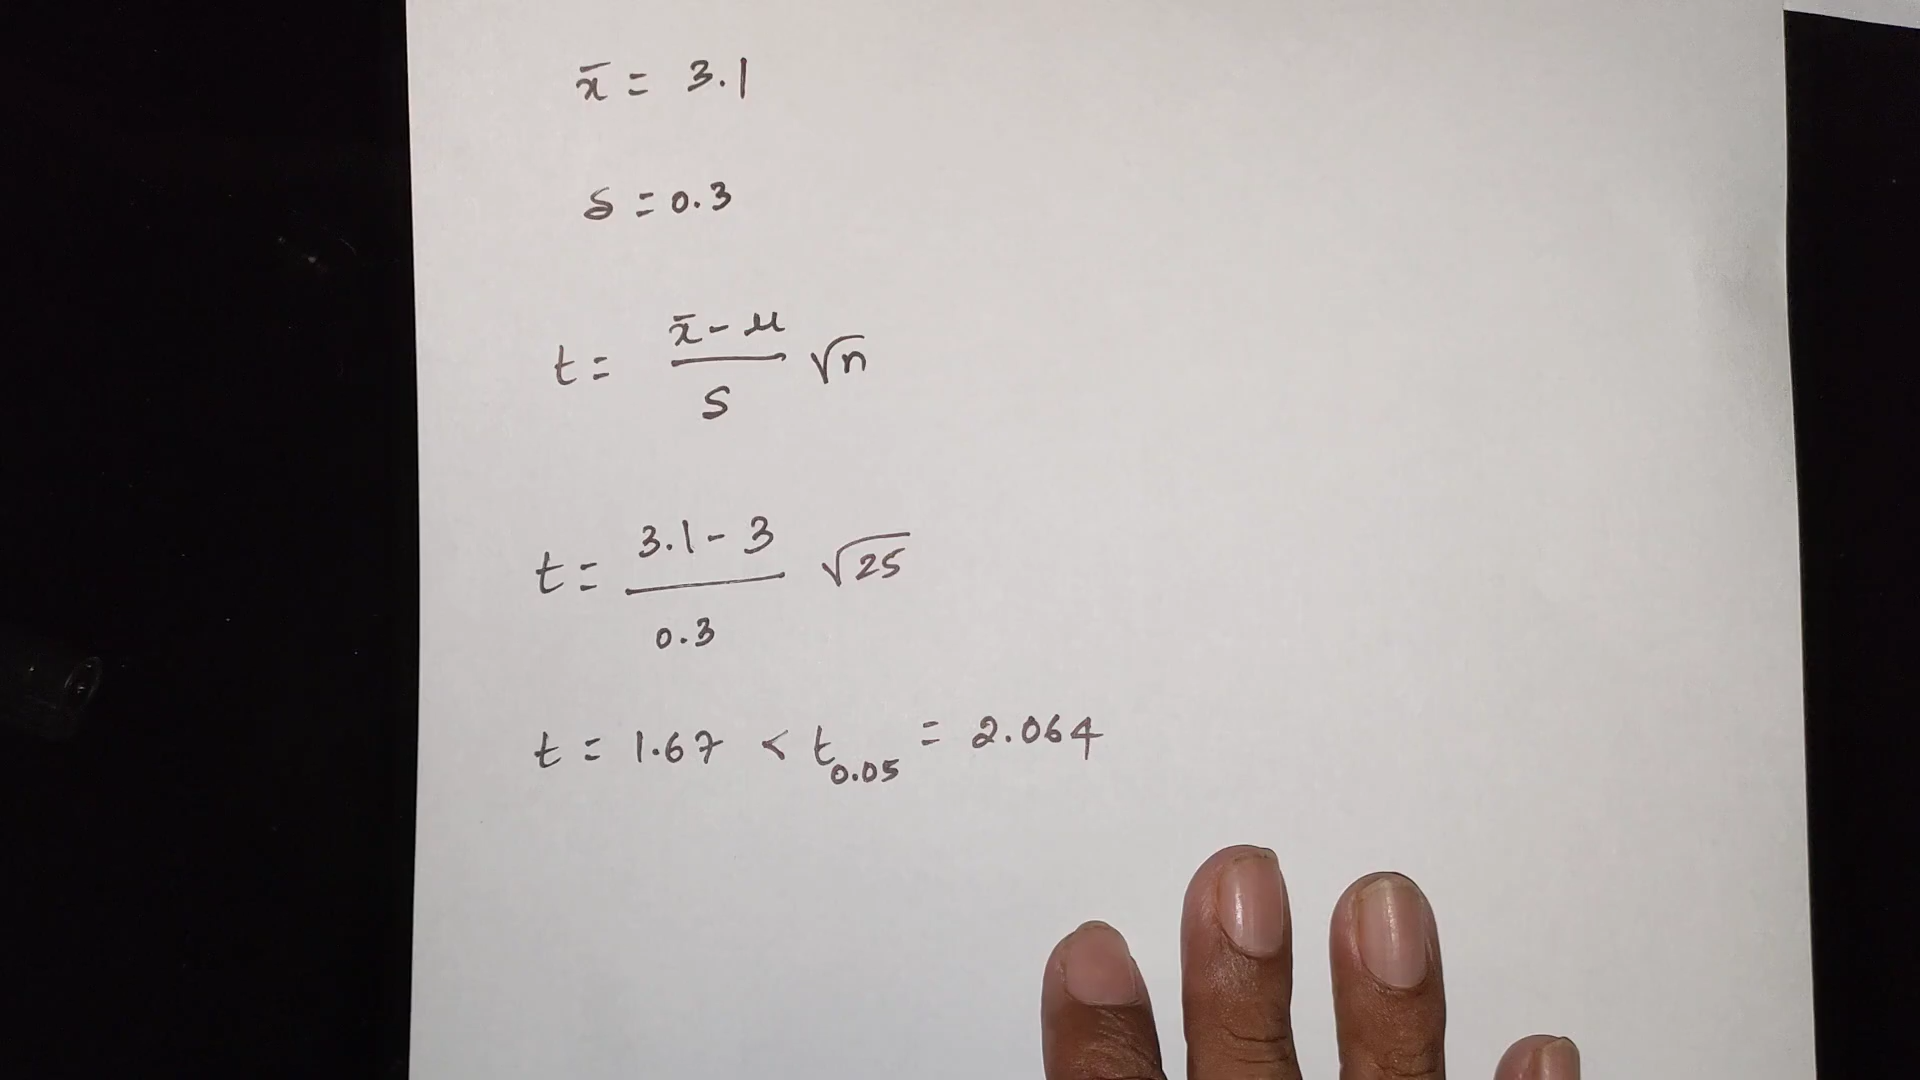 x̄ = 3.1
s = 0.3
t = (x̄ - μ)/s √n
t = (3.1 - 3)/0.3 √25
t = 1.67 < t₀.₀₅ = 2.064